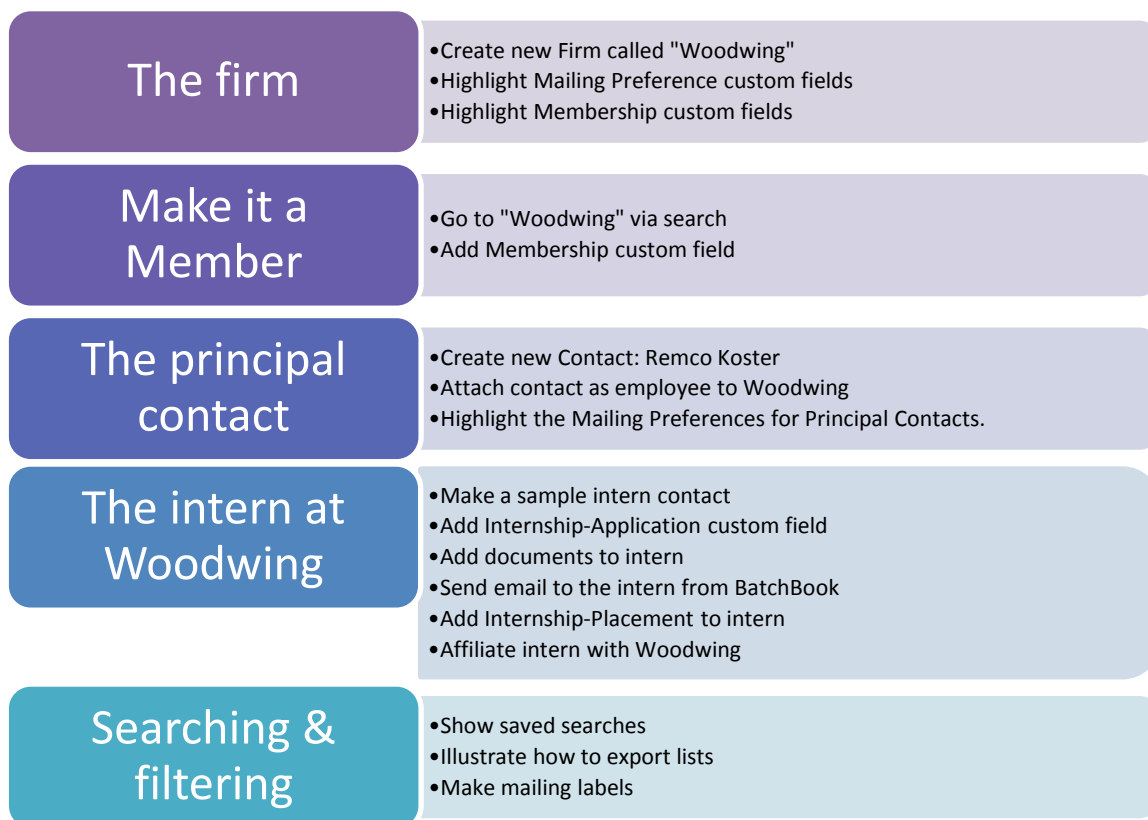 The firm
•Create new Firm called "Woodwing"
•Highlight Mailing Preference custom fields
•Highlight Membership custom fields
Make it a
Member
•Go to "Woodwing" via search
•Add Membership custom field
The principal
contact
•Create new Contact: Remco Koster
•Attach contact as employee to Woodwing
•Highlight the Mailing Preferences for Principal Contacts.
The intern at
Woodwing
•Make a sample intern contact
•Add Internship-Application custom field
•Add documents to intern
•Send email to the intern from BatchBook
•Add Internship-Placement to intern
•Affiliate intern with Woodwing
Searching &
filtering
•Show saved searches
•Illustrate how to export lists
•Make mailing labels